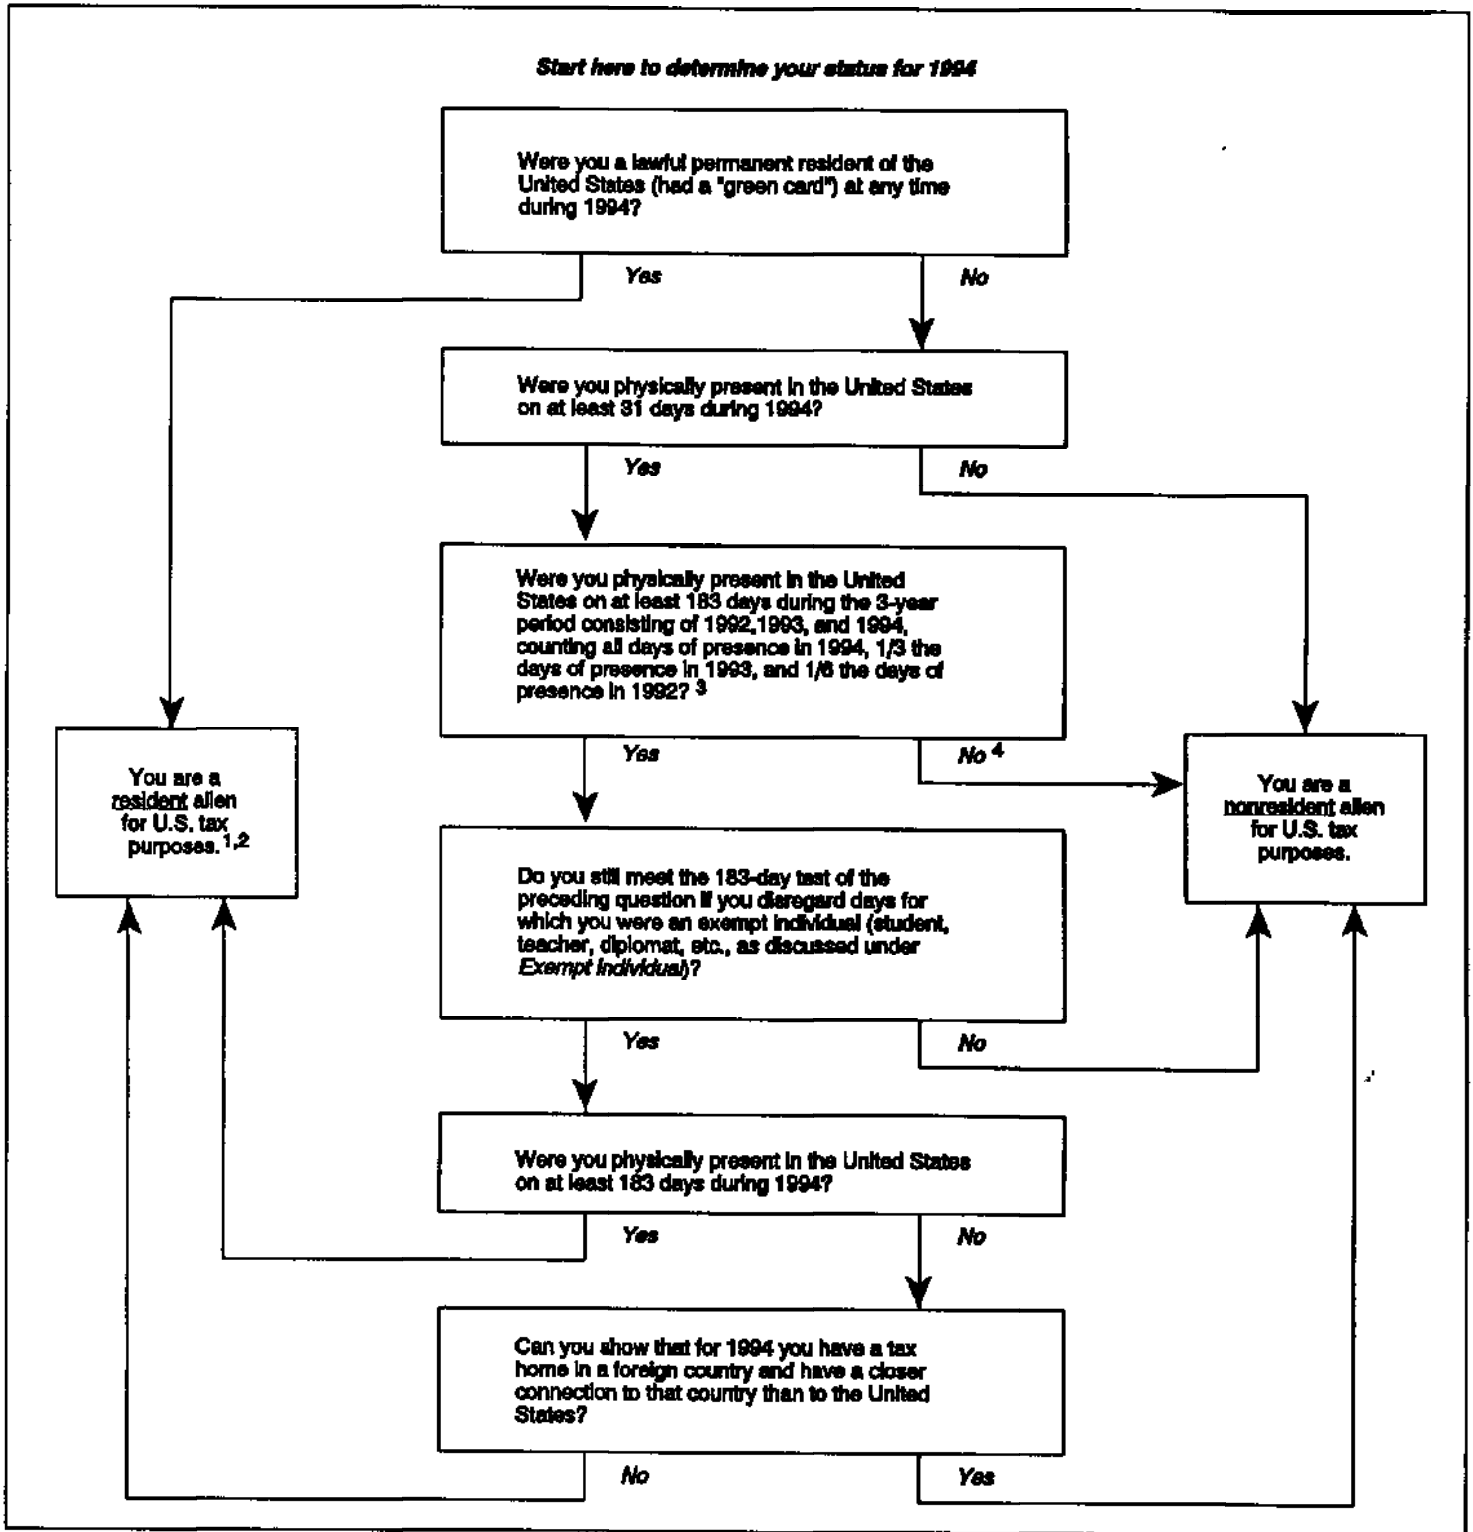 Start here to determine your status for 1994
Were you a lawful permanent resident of the
United States (had a "green card") at any time
during 1994?
Yes
No
Were you physically present in the United States
on at least 31 days during 1994?
Yes
No
Were you physically present in the United
States on at least 183 days during the 3-year
period consisting of 1992,1993, and 1994,
counting all days of presence in 1994, 1/3 the
days of presence in 1993, and 1/6 the days of
presence in 1992? 3
Yes
No 4
You are a
resident alien
for U.S. tax
purposes. 1,2
You are a
nonresident alien
for U.S. tax
purposes.
Do you still meet the 183-day test of the
preceding question if you disregard days for
which you were an exempt individual (student,
teacher, diplomat, etc., as discussed under
Exempt Individual)?
Yes
No
Were you physically present in the United States
on at least 183 days during 1994?
Yes
No
Can you show that for 1994 you have a tax
home in a foreign country and have a closer
connection to that country than to the United
States?
No
Yes